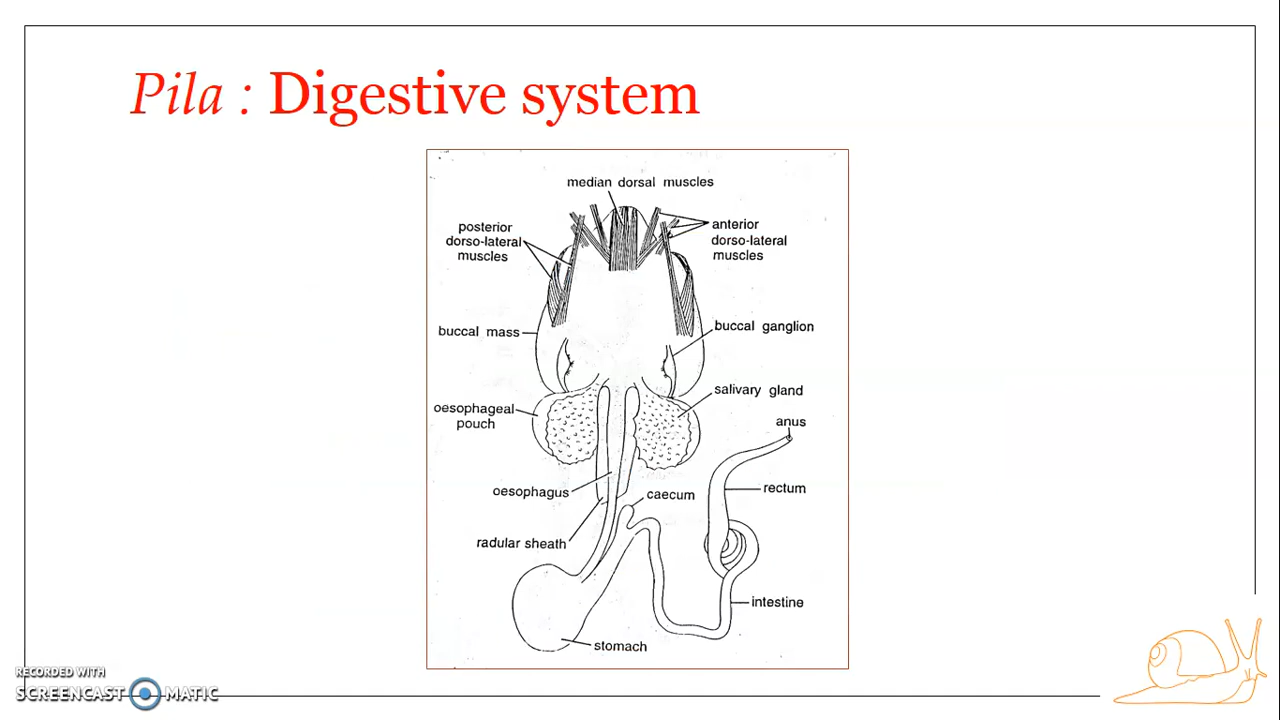 Pila : Digestive system
median dorsal muscles
posterior
dorso-lateral
muscles
anterior
dorso-lateral
muscles
buccal mass
buccal ganglion
salivary gland
oesophageal
pouch
anus
oesophagus
caecum
rectum
radular sheath
intestine
stomach
RECORDED WITH
SCREENCAST MATIC